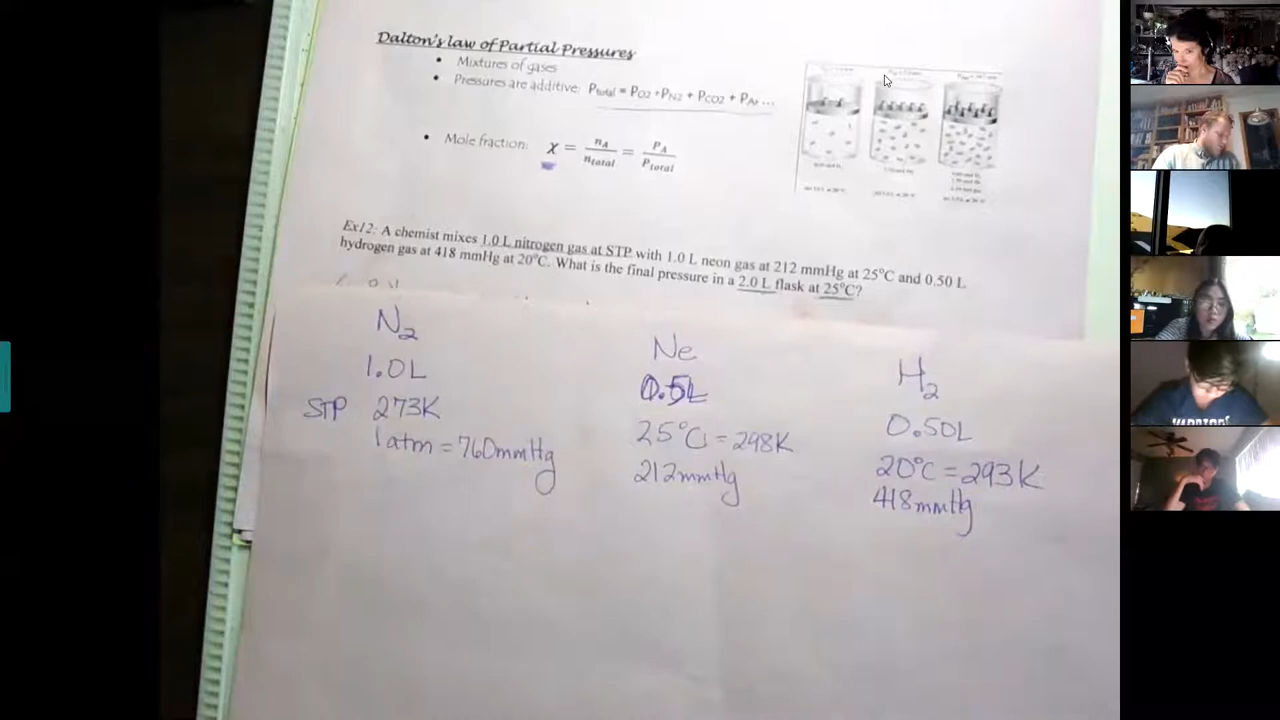 Dalton's law of Partial Pressures
• Mixtures of gases
• Pressures are additive: Ptotal = PO2 +PN2 + PCO2 + PAr ...
• Mole fraction: χ = nA/ntotal = PA/Ptotal
Ex12: A chemist mixes 1.0 L nitrogen gas at STP with 1.0 L neon gas at 212 mmHg at 25°C and 0.50 L
hydrogen gas at 418 mmHg at 20°C. What is the final pressure in a 2.0 L flask at 25°C?
N2
1.0L
STP 273K
1atm = 760mmHg
Ne
0.5L
25°C = 298K
212mmHg
H2
0.50L
20°C = 293K
418mmHg
WARRIORS